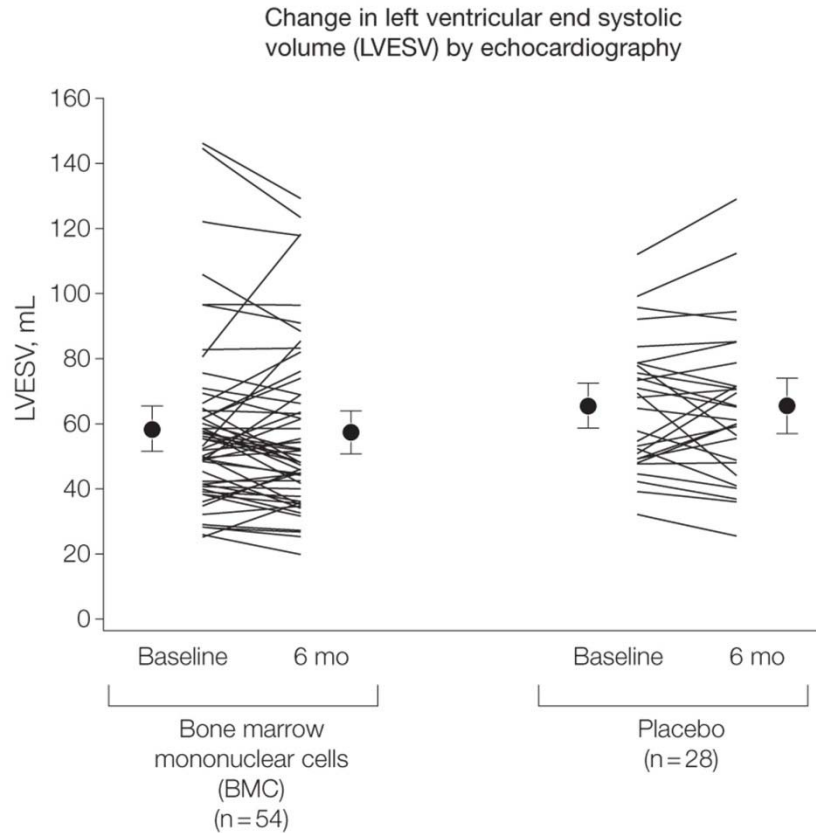 Change in left ventricular end systolic
volume (LVESV) by echocardiography
LVESV, mL
160
140
120
100
80
60
40
20
0
Baseline 6 mo Baseline 6 mo
Bone marrow
mononuclear cells
(BMC)
(n = 54)
Placebo
(n = 28)